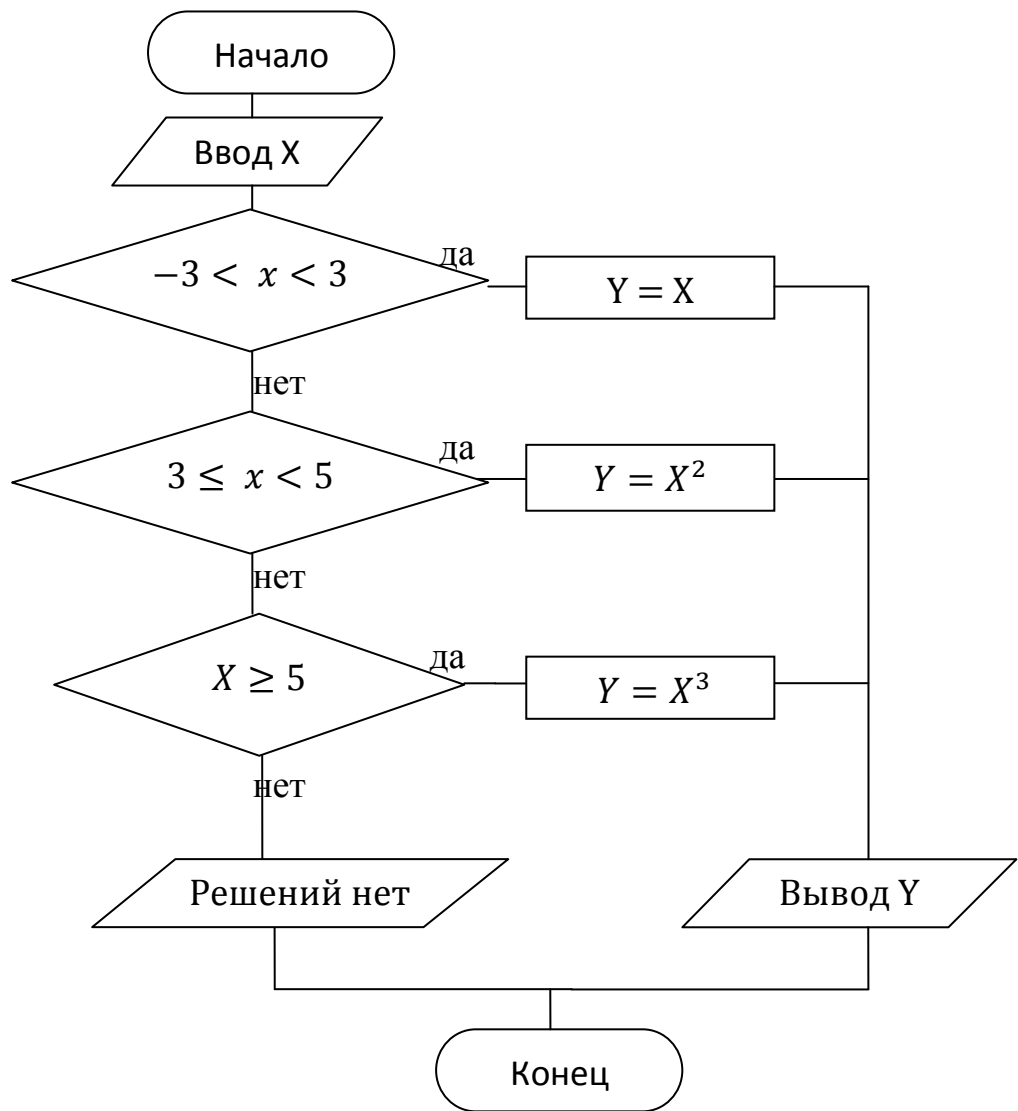 Начало
Ввод X
−3 < x < 3
да
Y = X
нет
3 ≤ x < 5
да
Y = X²
нет
X ≥ 5
да
Y = X³
нет
Решений нет
Вывод Y
Конец